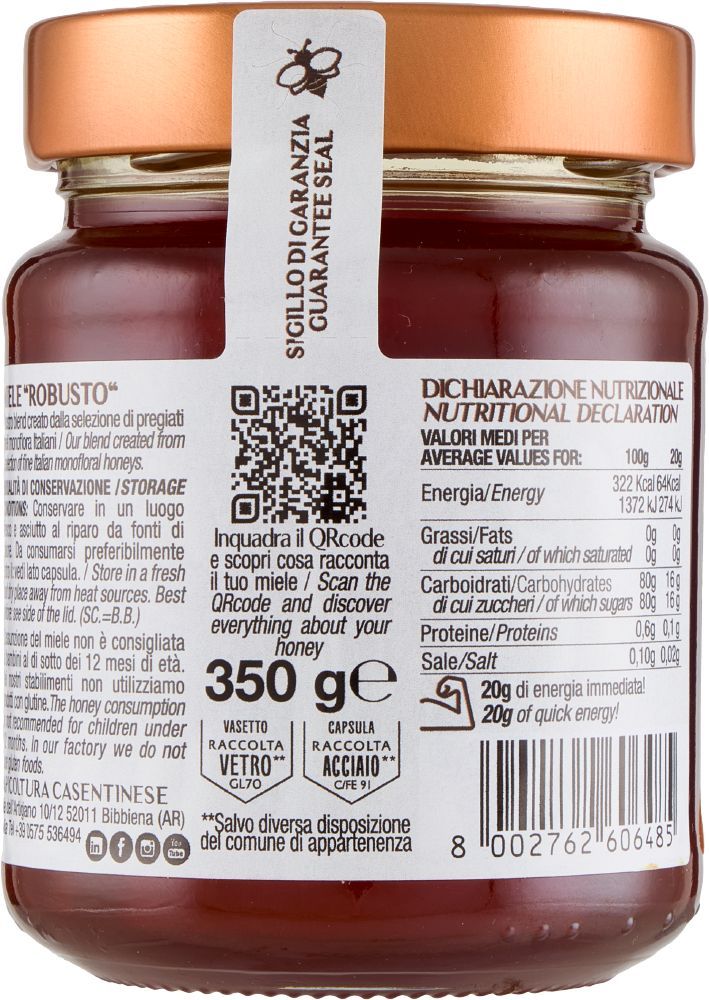 SIGILLO DI GARANZIA
GUARANTEE SEAL
"ROBUSTO"
blend creato dalla selezione di pregiati
monoflora Italiani / Our blend created from
of fine Italian monofloral honeys.
DI CONSERVAZIONE / STORAGE
Conservare in un luogo
e asciutto al riparo da fonti di
Da consumarsi preferibilmente
vedi lato capsula. / Store in a fresh
place away from heat sources. Best
see side of the lid. (SC.=B.B.)
del miele non è consigliata
al di sotto dei 12 mesi di età.
stabilimenti non utilizziamo
con glutine. The honey consumption
recommended for children under
In our factory we do not
gluten foods.
CASENTINESE
10/12 52011 Bibbiena (AR)
Tel +39 0575 536494
You Tube
Inquadra il QRcode
e scopri cosa racconta
il tuo miele / Scan the
QRcode and discover
everything about your
honey
350 g e
VASETTO
RACCOLTA
VETRO**
GL70
CAPSULA
RACCOLTA
ACCIAIO**
C/FE 91
**Salvo diversa disposizione
del comune di appartenenza
DICHIARAZIONE NUTRIZIONALE
NUTRITIONAL DECLARATION
VALORI MEDI PER
AVERAGE VALUES FOR: 100g 20g
Energia/Energy 322 Kcal 64Kcal
1372 kJ 274 kJ
Grassi/Fats 0g 0g
di cui saturi / of which saturated 0g 0g
Carboidrati/Carbohydrates 80g 16g
di cui zuccheri / of which sugars 80g 16g
Proteine/Proteins 0,6g 0,1g
Sale/Salt 0,10g 0,02g
20g di energia immediata!
20g of quick energy!
8 002762 606485